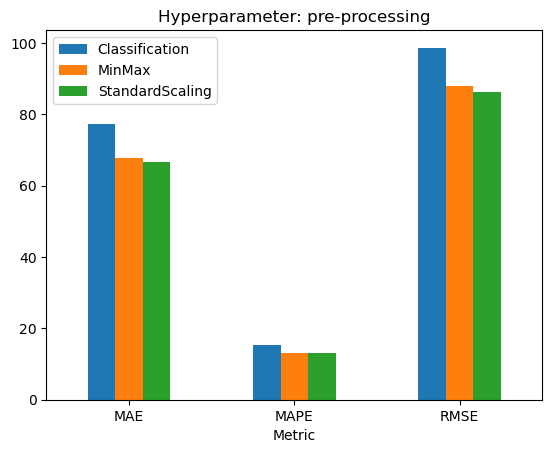 Hyperparameter: pre-processing
Classification
MinMax
StandardScaling
100
80
60
40
20
0
MAE
MAPE
RMSE
Metric